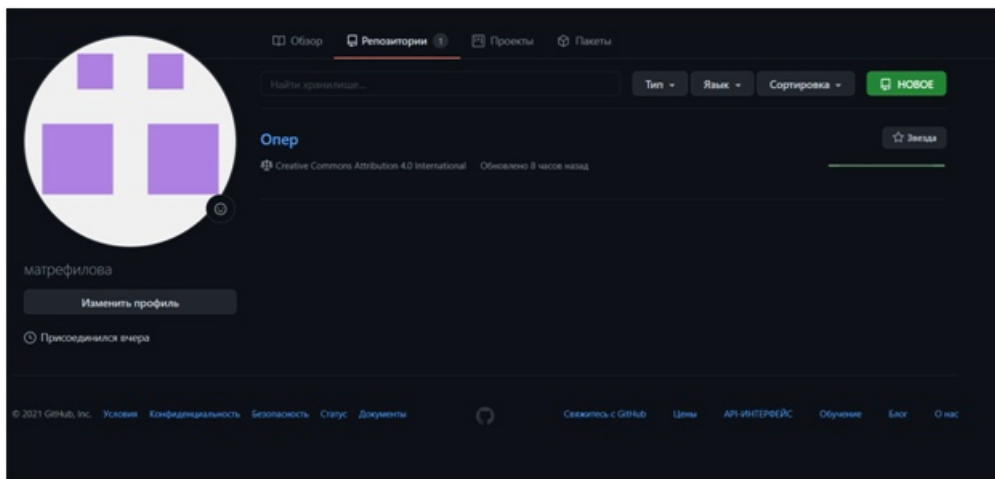 Обзор Репозитории 1 Проекты Пакеты
Найти хранилище... Тип Язык Сортировка НОВОЕ
Опер Звезда
Creative Commons Attribution 4.0 International Обновлено 8 часов назад
матрефилова
Изменить профиль
Присоединился вчера
© 2021 GitHub, Inc. Условия Конфиденциальность Безопасность Статус Документы Свяжитесь с GitHub Цены API-ИНТЕРФЕЙС Обучение Блог О нас